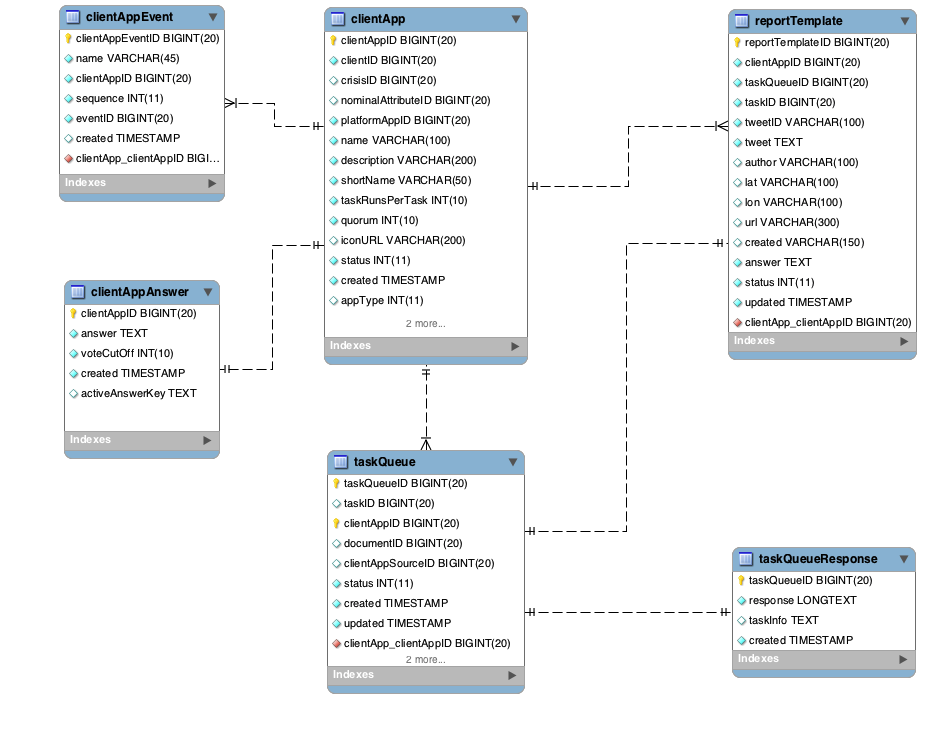 clientAppEvent
clientAppEventID BIGINT(20)
name VARCHAR(45)
clientAppID BIGINT(20)
sequence INT(11)
eventID BIGINT(20)
created TIMESTAMP
clientApp_clientAppID BIGI...
Indexes
clientApp
clientAppID BIGINT(20)
clientID BIGINT(20)
crisisID BIGINT(20)
nominalAttributeID BIGINT(20)
platformAppID BIGINT(20)
name VARCHAR(100)
description VARCHAR(200)
shortName VARCHAR(50)
taskRunsPerTask INT(10)
quorum INT(10)
iconURL VARCHAR(200)
status INT(11)
created TIMESTAMP
appType INT(11)
2 more...
Indexes
reportTemplate
reportTemplateID BIGINT(20)
clientAppID BIGINT(20)
taskQueueID BIGINT(20)
taskID BIGINT(20)
tweetID VARCHAR(100)
tweet TEXT
author VARCHAR(100)
lat VARCHAR(100)
lon VARCHAR(100)
url VARCHAR(300)
created VARCHAR(150)
answer TEXT
status INT(11)
updated TIMESTAMP
clientApp_clientAppID BIGINT(20)
Indexes
clientAppAnswer
clientAppID BIGINT(20)
answer TEXT
voteCutOff INT(10)
created TIMESTAMP
activeAnswerKey TEXT
Indexes
taskQueue
taskQueueID BIGINT(20)
taskID BIGINT(20)
clientAppID BIGINT(20)
documentID BIGINT(20)
clientAppSourceID BIGINT(20)
status INT(11)
created TIMESTAMP
updated TIMESTAMP
clientApp_clientAppID BIGINT(20)
2 more...
Indexes
taskQueueResponse
taskQueueID BIGINT(20)
response LONGTEXT
taskInfo TEXT
created TIMESTAMP
Indexes